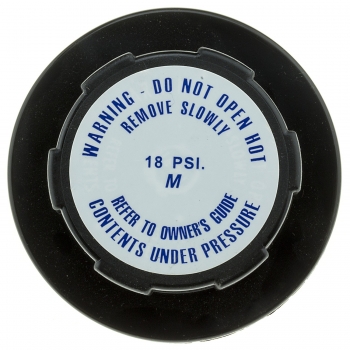 WARNING - DO NOT OPEN HOT
REMOVE SLOWLY
18 PSI.
M
REFER TO OWNER'S GUIDE
CONTENTS UNDER PRESSURE